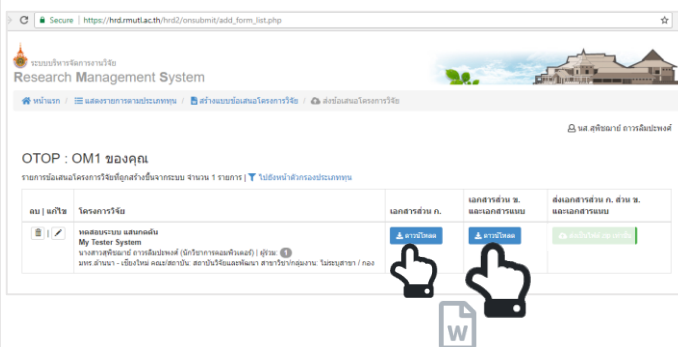 Secure | https://hrd.rmutl.ac.th/hrd2/onsubmit/add_form_list.php
ระบบบริหารจัดการงานวิจัย
Research Management System
หน้าแรก / แสดงรายการตามประเภททุน / สร้างแบบข้อเสนอโครงการวิจัย / ส่งข้อเสนอโครงการวิจัย
นส.สุพิชฌาย์ ถาวรลิมปะพงศ์
OTOP : OM1 ของคุณ
รายการข้อเสนอโครงการวิจัยที่ถูกสร้างขึ้นจากระบบ จำนวน 1 รายการ | ไปยังหน้าตัวกรองประเภททุน
ลบ | แก้ไข โครงการวิจัย เอกสารส่วน ก. เอกสารส่วน ข. และเอกสารแนบ ส่งเอกสารส่วน ก. ส่วน ข. และเอกสารแนบ
| ทดสอบระบบ แสนกดดัน ดาวน์โหลด ดาวน์โหลด
My Tester System
นางสาวสุพิชฌาย์ ถาวรลิมปะพงศ์ (นักวิชาการคอมพิวเตอร์) | ผู้ร่วม: 1
มทร.ล้านนา - เชียงใหม่ คณะ/สถาบัน: สถาบันวิจัยและพัฒนา สาขาวิชา/กลุ่มงาน: ไม่ระบุสาขา / กอง
W